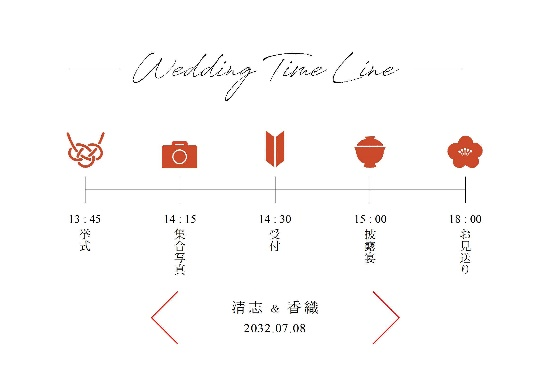 Wedding Time Line
13 : 45
挙式
14 : 15
集合写真
14 : 30
受付
15 : 00
披露宴
18 : 00
お見送り
清志 & 香織
2032.07.08